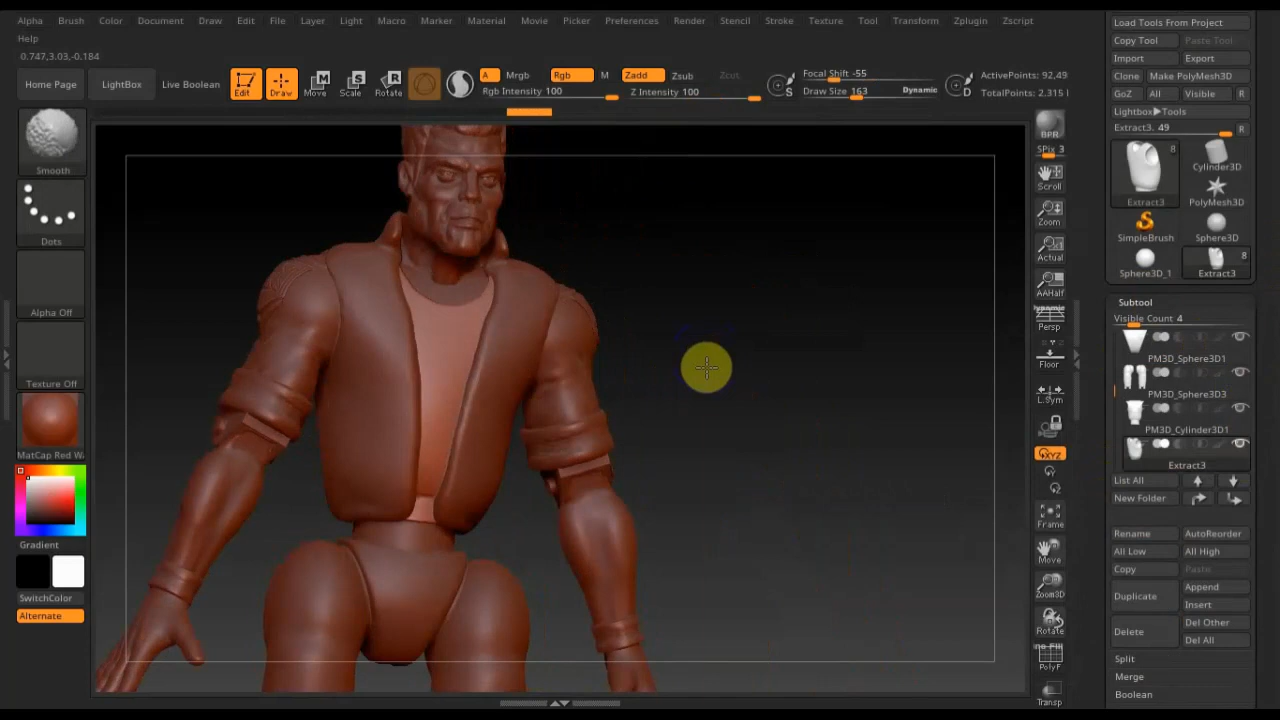 Alpha Brush Color Document Draw Edit File Layer Light Macro Marker Material Movie Picker Preferences Render Stencil Stroke Texture Tool Transform Zplugin Zscript
Help
0.747,3.03,-0.184
Home Page
LightBox
Live Boolean
Edit
Draw
M
Move
S
Scale
R
Rotate
A Mrgb Rgb M Zadd Zsub Zcut
Rgb Intensity 100
Z Intensity 100
S
Focal Shift -55
Draw Size 163
Dynamic
D
ActivePoints: 92,49
TotalPoints: 2.315
Smooth
Dots
Alpha Off
Texture Off
MatCap Red Wa
Gradient
SwitchColor
Alternate
BPR
SPix 3
Scroll
Zoom
Actual
AAHalf
Dynamic
Persp
Floor
L.Sym
XYZ
Y
Z
Frame
Move
Zoom3D
Rotate
PolyF
Transp
Load Tools From Project
Copy Tool Paste Tool
Import Export
Clone Make PolyMesh3D
GoZ All Visible R
Lightbox▶Tools
Extract3. 49 R
8
Extract3
Cylinder3D
PolyMesh3D
SimpleBrush
Sphere3D
Sphere3D_1
8
Extract3
Subtool
Visible Count 4
PM3D_Sphere3D1
PM3D_Sphere3D3
PM3D_Cylinder3D1
Extract3
List All
New Folder
Rename AutoReorder
All Low All High
Copy Paste
Duplicate Append
Insert
Delete Del Other
Del All
Split
Merge
Boolean